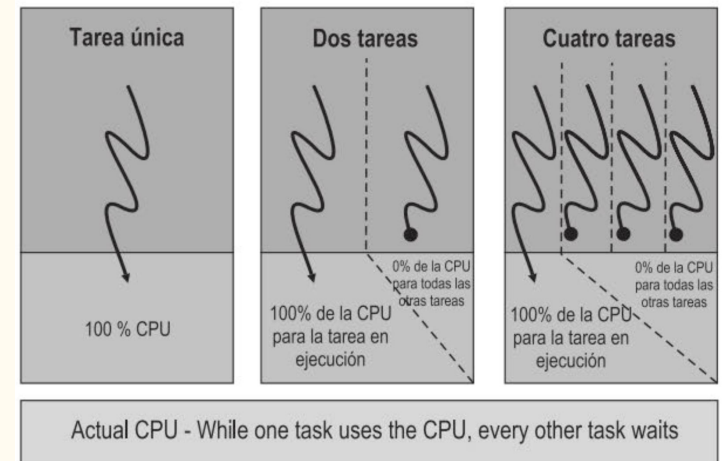 Tarea única
100 % CPU
Dos tareas
100% de la CPU
para la tarea en
ejecución
0% de la CPU
para todas las
otras tareas
Cuatro tareas
100% de la CPU
para la tarea en
ejecución
0% de la CPU
para todas las
otras tareas
Actual CPU - While one task uses the CPU, every other task waits